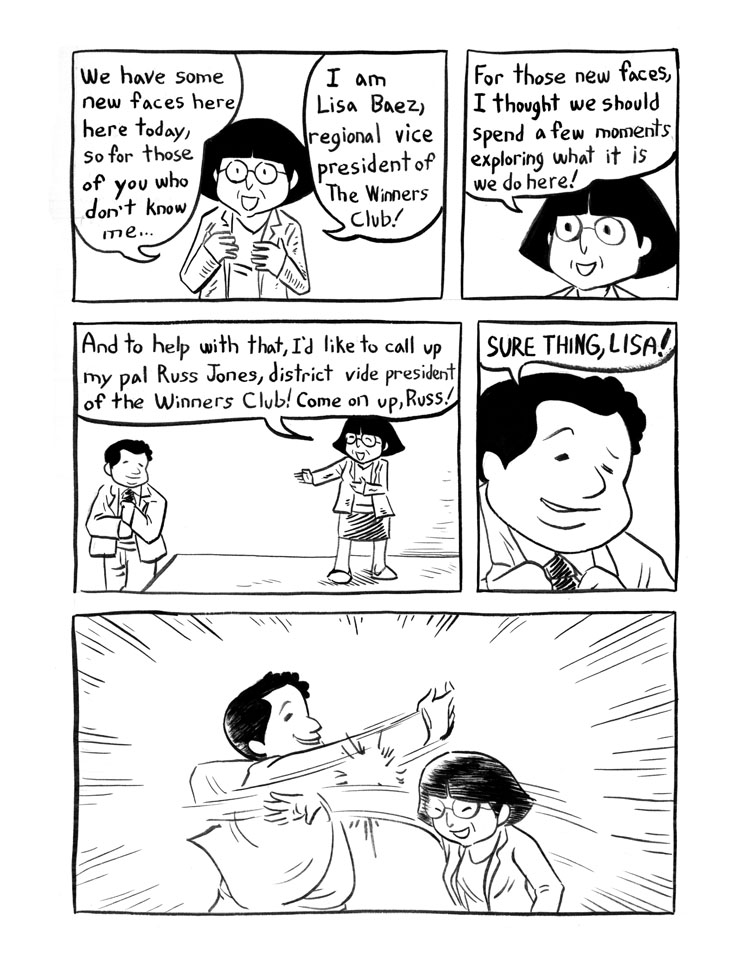 We have some
new faces here
here today,
so for those
of you who
don't know
me...
I am
Lisa Baez,
regional vice
president of
The Winners
Club!
For those new faces,
I thought we should
spend a few moments
exploring what it is
we do here!
And to help with that, I'd like to call up
my pal Russ Jones, district vide president
of the Winners Club! Come on up, Russ!
SURE THING, LISA!